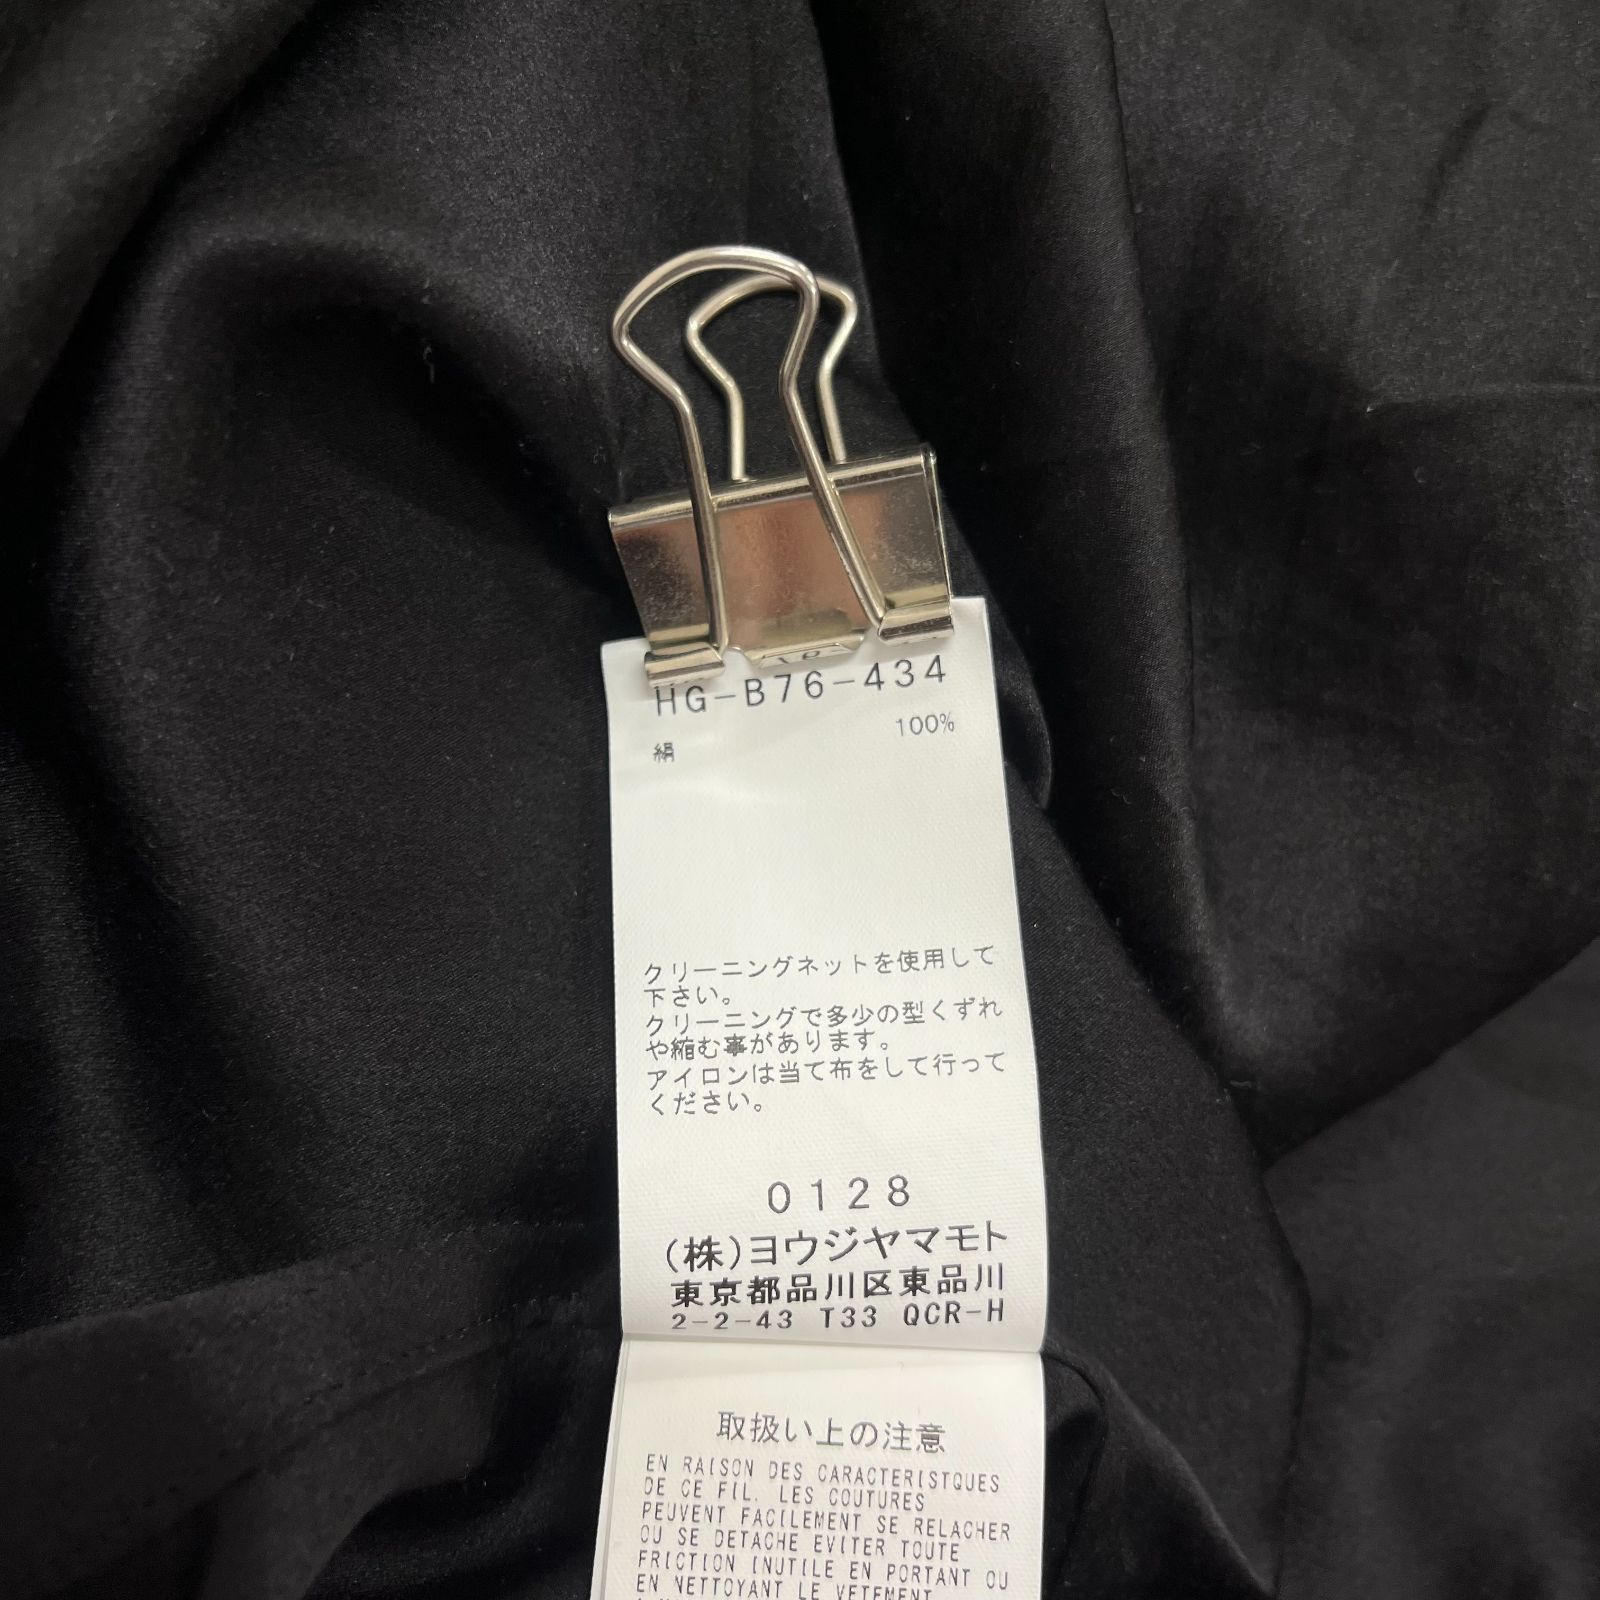 HG-B76-434
絹 100%
クリーニングネットを使用して
下さい。
クリーニングで多少の型くずれ
や縮む事があります。
アイロンは当て布をして行って
ください。
0128
(株)ヨウジヤマモト
東京都品川区東品川
2-2-43 T33 QCR-H
取扱い上の注意
EN RAISON DES CARACTERISTQUES
DE CE FIL. LES COUTURES
PEUVENT FACILEMENT SE RELACHER
OU SE DETACHE EVITER TOUTE
FRICTION INUTILE EN PORTANT OU
EN NETTOYANT LE VETEMENT